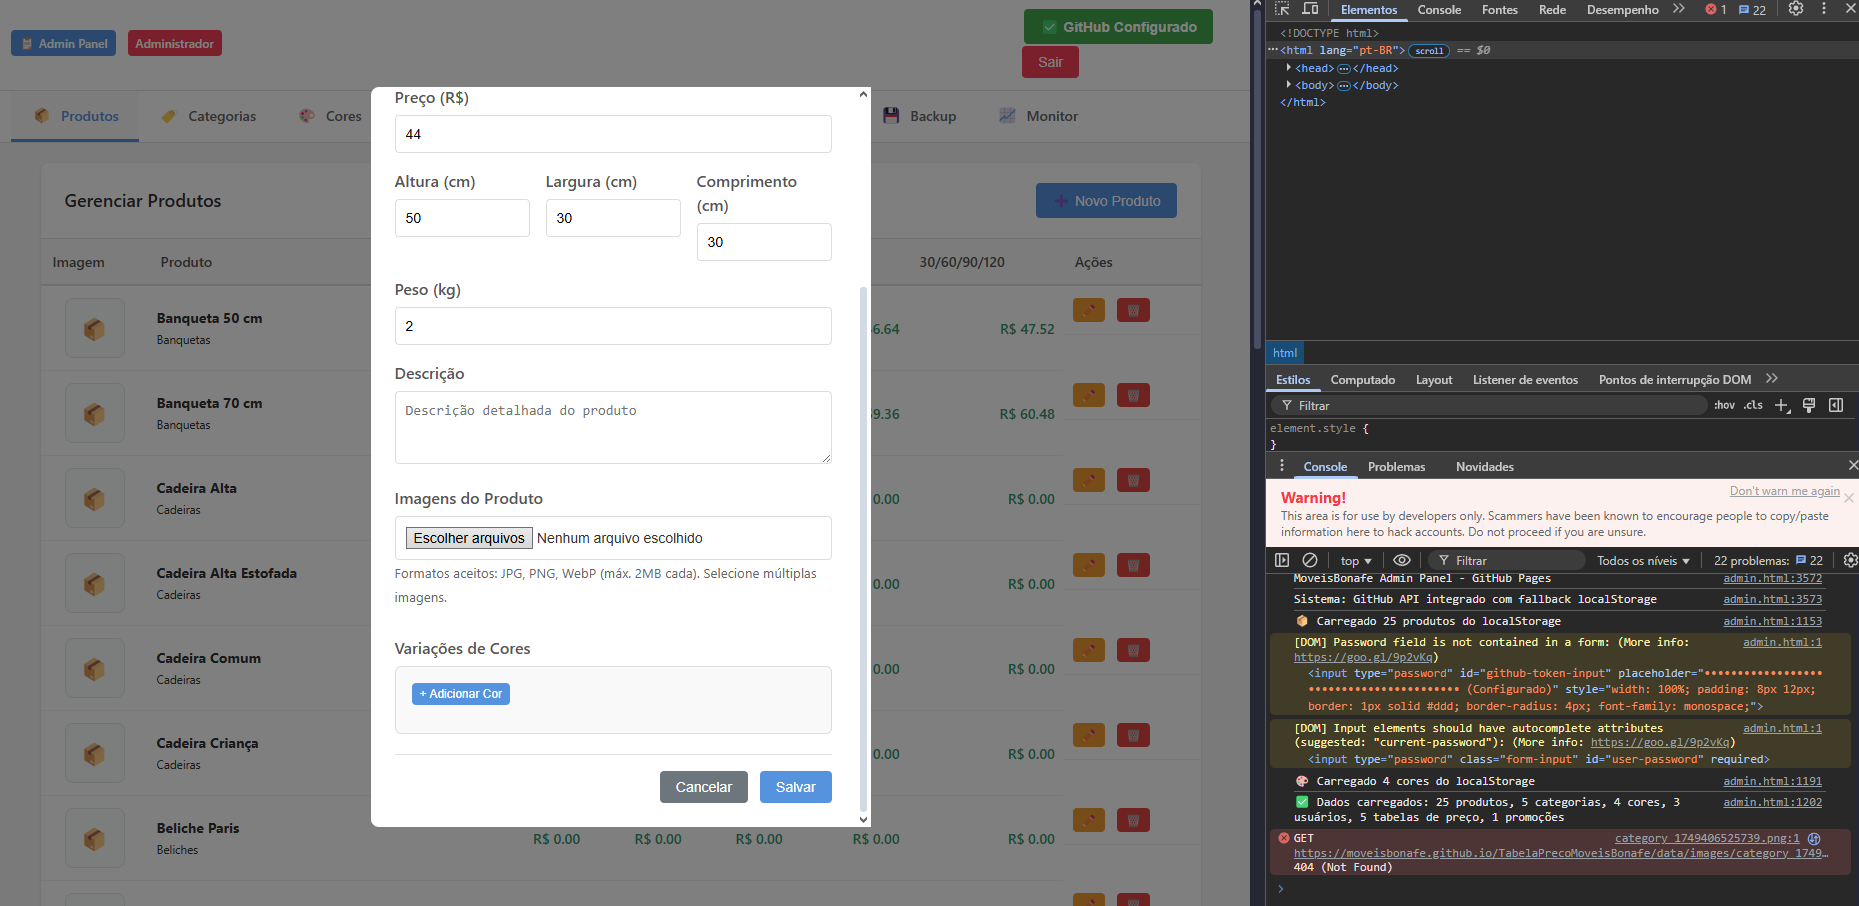 Admin Panel
Administrador
GitHub Configurado
Sair
Produtos
Categorias
Cores
Backup
Monitor
Gerenciar Produtos
Novo Produto
Imagem
Produto
30/60/90/120
Ações
Banqueta 50 cm
Banquetas
6.64
R$ 47.52
Banqueta 70 cm
Banquetas
9.36
R$ 60.48
Cadeira Alta
Cadeiras
0.00
R$ 0.00
Cadeira Alta Estofada
Cadeiras
0.00
R$ 0.00
Cadeira Comum
Cadeiras
0.00
R$ 0.00
Cadeira Criança
Cadeiras
0.00
R$ 0.00
Beliche Paris
Beliches
R$ 0.00
R$ 0.00
R$ 0.00
R$ 0.00
R$ 0.00
Preço (R$)
44
Altura (cm)
Largura (cm)
Comprimento
(cm)
50
30
30
Peso (kg)
2
Descrição
Descrição detalhada do produto
Imagens do Produto
Escolher arquivos Nenhum arquivo escolhido
Formatos aceitos: JPG, PNG, WebP (máx. 2MB cada). Selecione múltiplas
imagens.
Variações de Cores
+ Adicionar Cor
Cancelar
Salvar
Elementos
Console
Fontes
Rede
Desempenho
1
22
<!DOCTYPE html>
<html lang="pt-BR"> scroll == $0
<head> </head>
<body> </body>
</html>
html
Estilos
Computado
Layout
Listener de eventos
Pontos de interrupção DOM
Filtrar
:hov
.cls
element.style {
}
Console
Problemas
Novidades
Warning!
Don't warn me again
This area is for use by developers only. Scammers have been known to encourage people to copy/paste
information here to hack accounts. Do not proceed if you are unsure.
top
Filtrar
Todos os níveis
22 problemas: 22
MoveisBonafe Admin Panel - GitHub Pages admin.html:3572
Sistema: GitHub API integrado com fallback localStorage admin.html:3573
Carregado 25 produtos do localStorage admin.html:1153
[DOM] Password field is not contained in a form: (More info: admin.html:1
https://goo.gl/9p2vKq)
<input type="password" id="github-token-input" placeholder="••••••••••••••••••
•••••••••••••••••••••••• (Configurado)" style="width: 100%; padding: 8px 12px;
border: 1px solid #ddd; border-radius: 4px; font-family: monospace;">
[DOM] Input elements should have autocomplete attributes admin.html:1
(suggested: "current-password"): (More info: https://goo.gl/9p2vKq)
<input type="password" class="form-input" id="user-password" required>
Carregado 4 cores do localStorage admin.html:1191
Dados carregados: 25 produtos, 5 categorias, 4 cores, 3 admin.html:1202
usuários, 5 tabelas de preço, 1 promoções
GET category_1749406525739.png:1
https://moveisbonafe.github.io/TabelaPrecoMoveisBonafe/data/images/category_1749…
404 (Not Found)